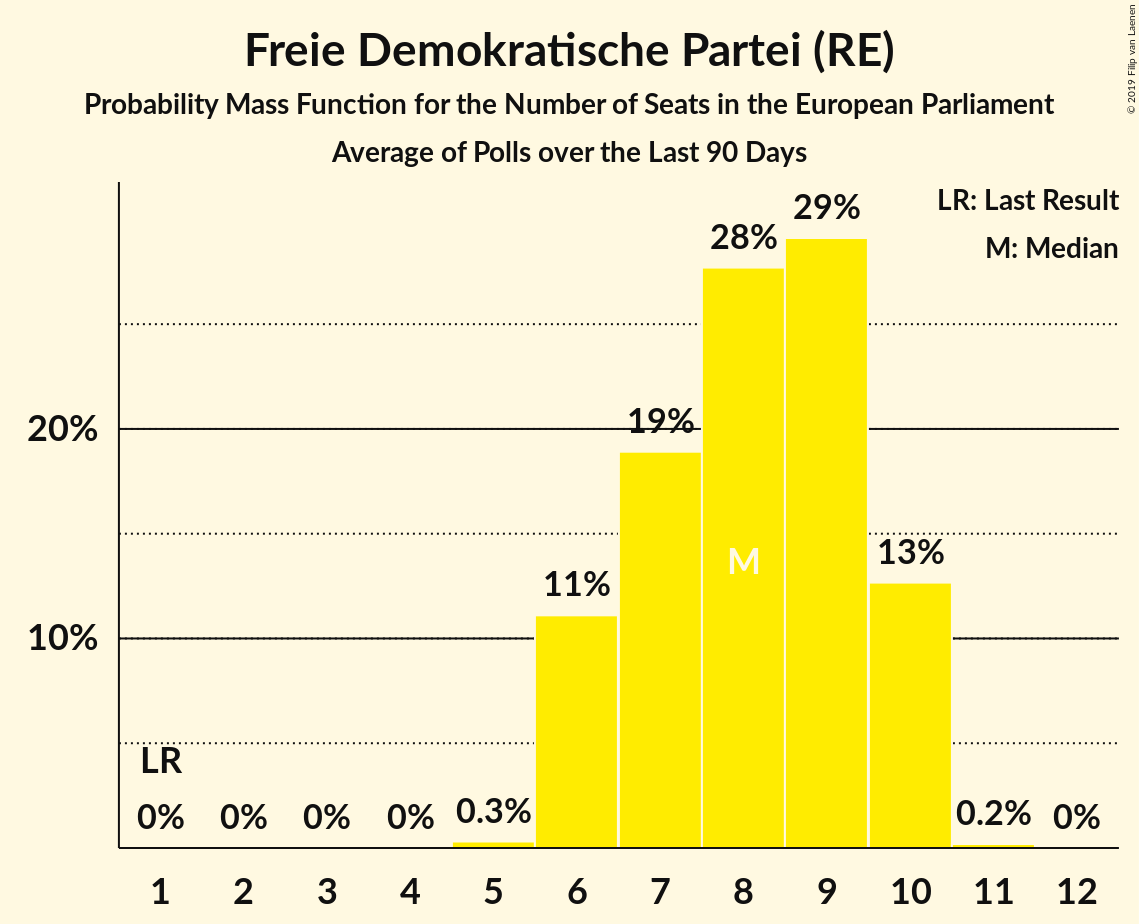 Freie Demokratische Partei (RE)
Probability Mass Function for the Number of Seats in the European Parliament
Average of Polls over the Last 90 Days
© 2019 Filip van Laenen
LR: Last Result
M: Median
29%
28%
20%
19%
M
13%
11%
10%
LR
0%
0%
0%
0%
0.3%
0.2%
0%
1 2 3 4 5 6 7 8 9 10 11 12